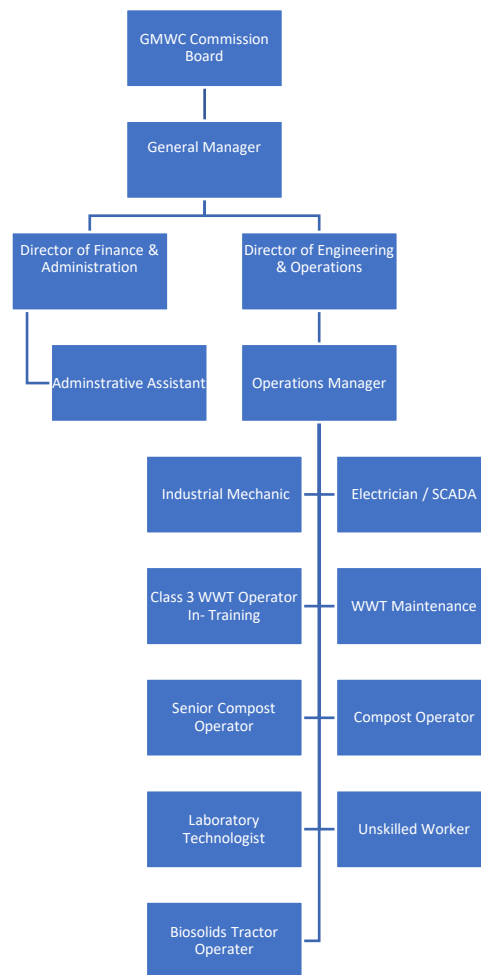 GMWC Commission
Board
General Manager
Director of Finance &
Administration
Director of Engineering
& Operations
Adminstrative Assistant
Operations Manager
Industrial Mechanic
Electrician / SCADA
Class 3 WWT Operator
In- Training
WWT Maintenance
Senior Compost
Operator
Compost Operator
Laboratory
Technologist
Unskilled Worker
Biosolids Tractor
Operater